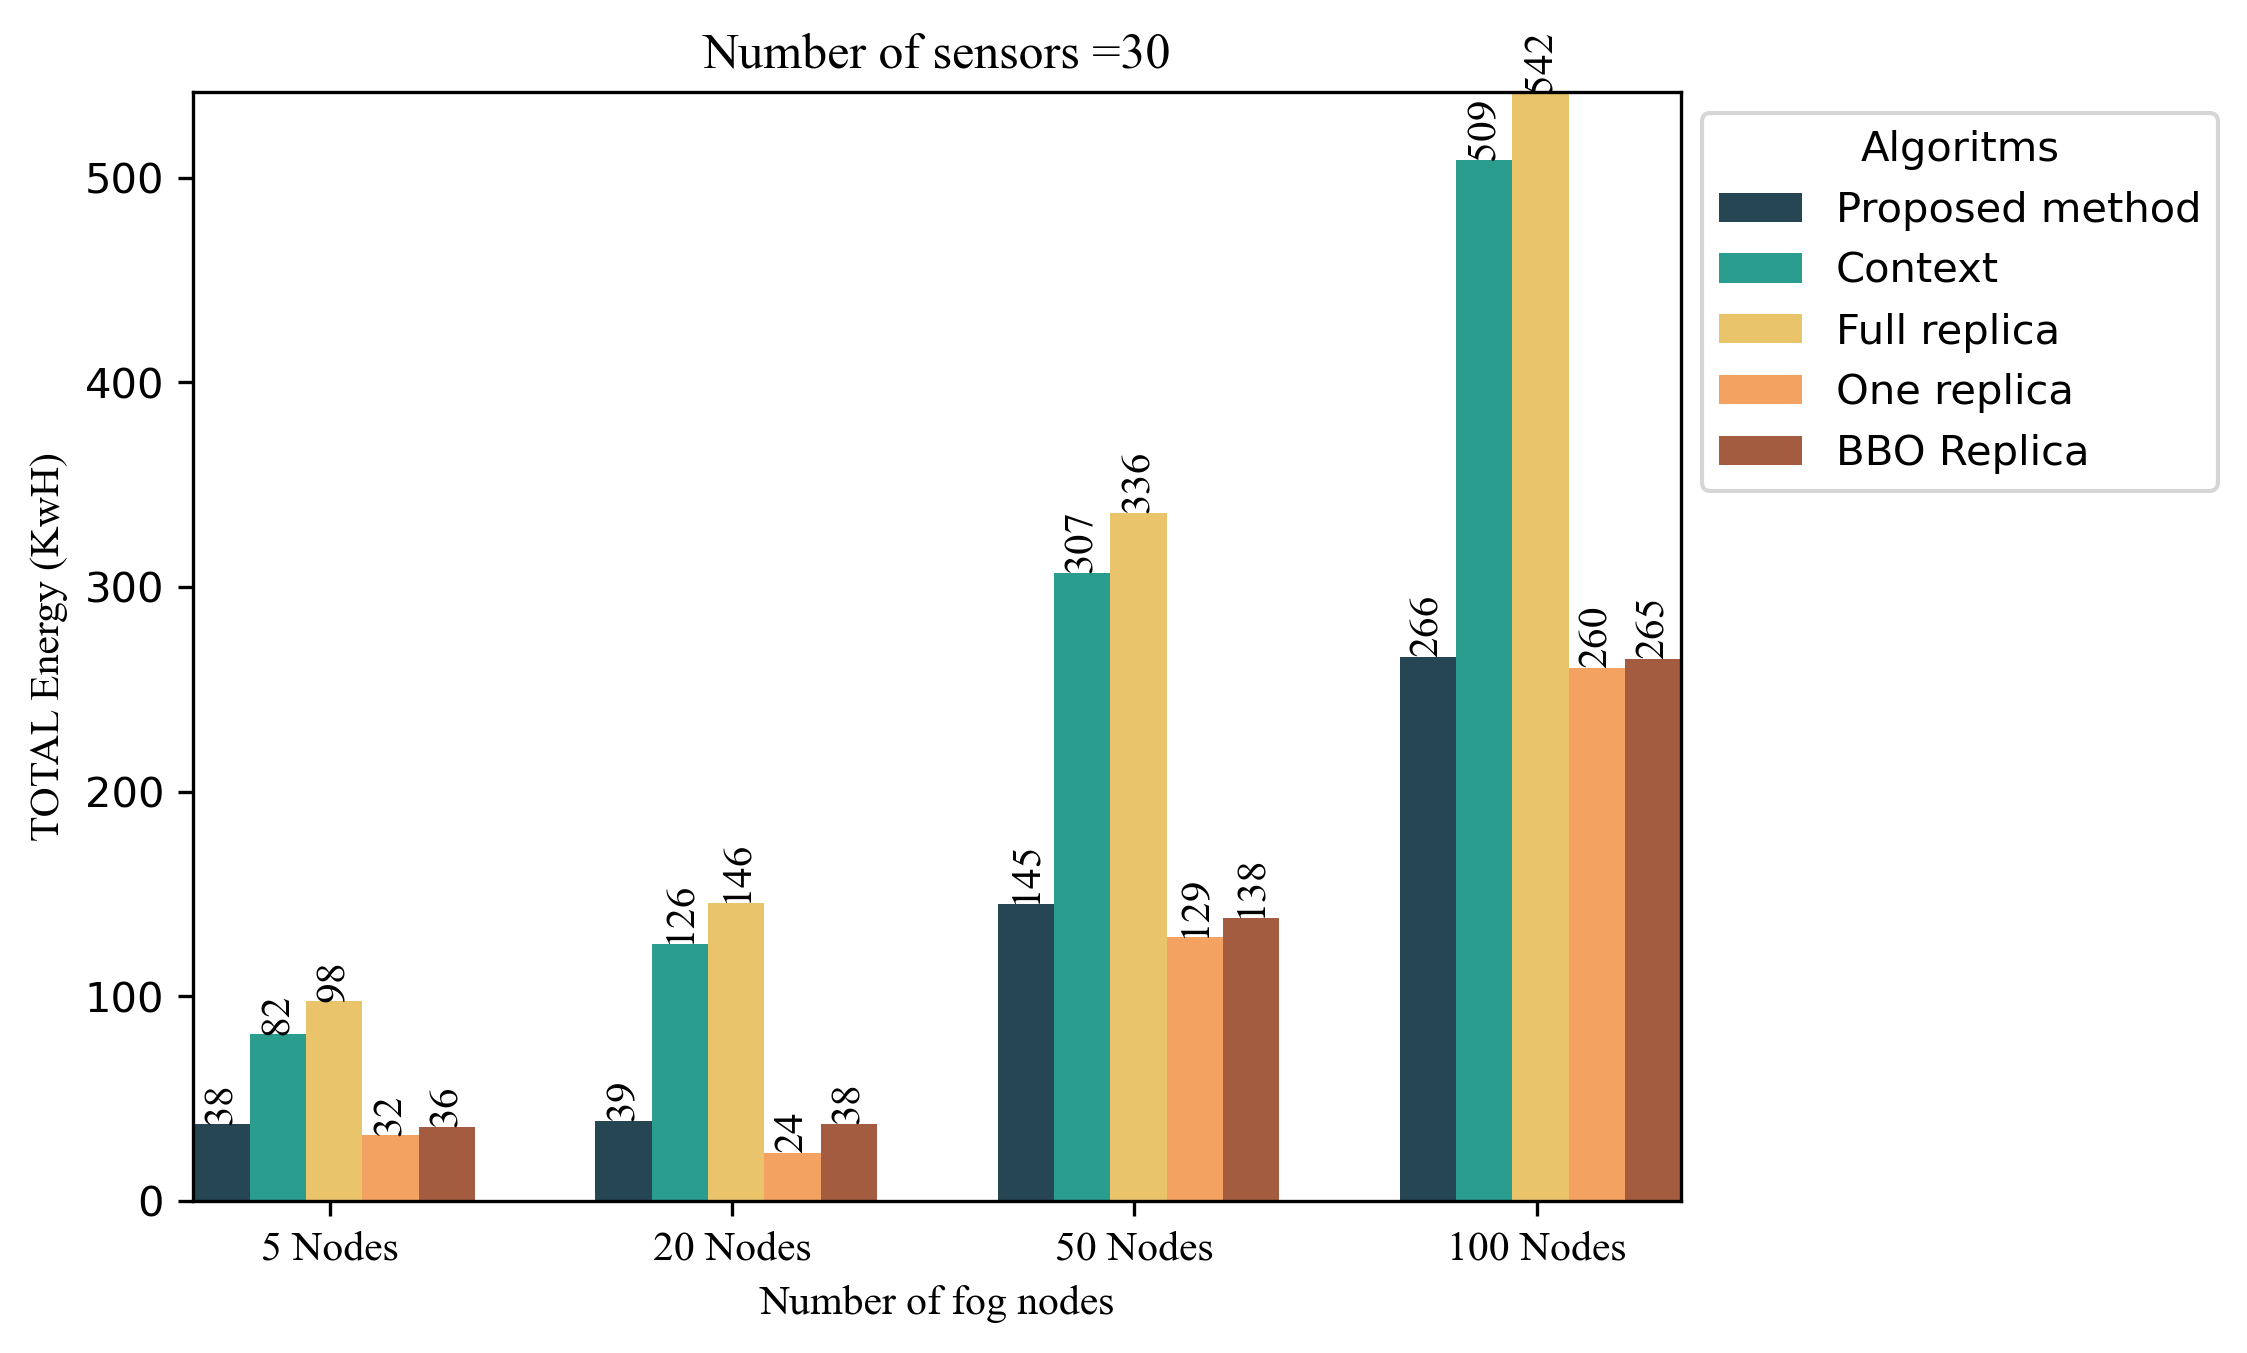 Number of sensors =30
TOTAL Energy (KwH)
500
400
300
200
100
0
38
82
98
32
36
39
126
146
24
38
145
307
336
129
138
266
509
542
260
265
5 Nodes
20 Nodes
50 Nodes
100 Nodes
Number of fog nodes
Algoritms
Proposed method
Context
Full replica
One replica
BBO Replica